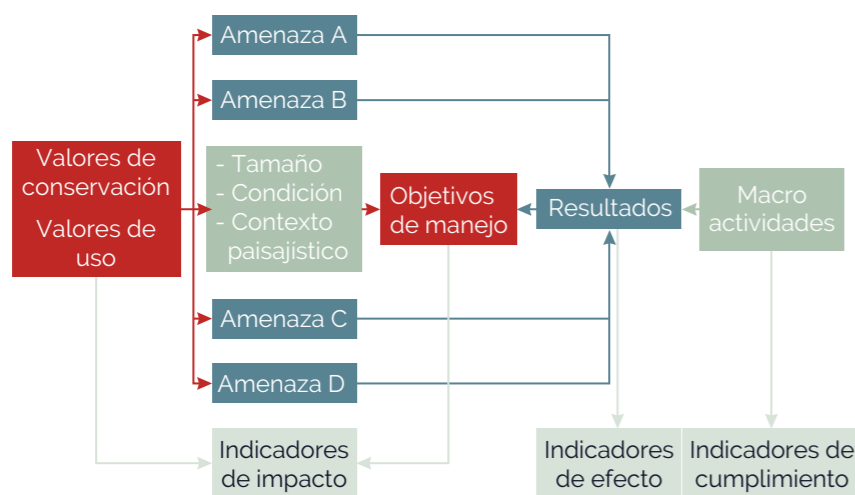 Amenaza A
Amenaza B
Valores de
conservación
Valores de
uso
- Tamaño
- Condición
- Contexto
paisajístico
Objetivos
de manejo
Resultados
Macro
actividades
Amenaza C
Amenaza D
Indicadores
de impacto
Indicadores
de efecto
Indicadores de
cumplimiento